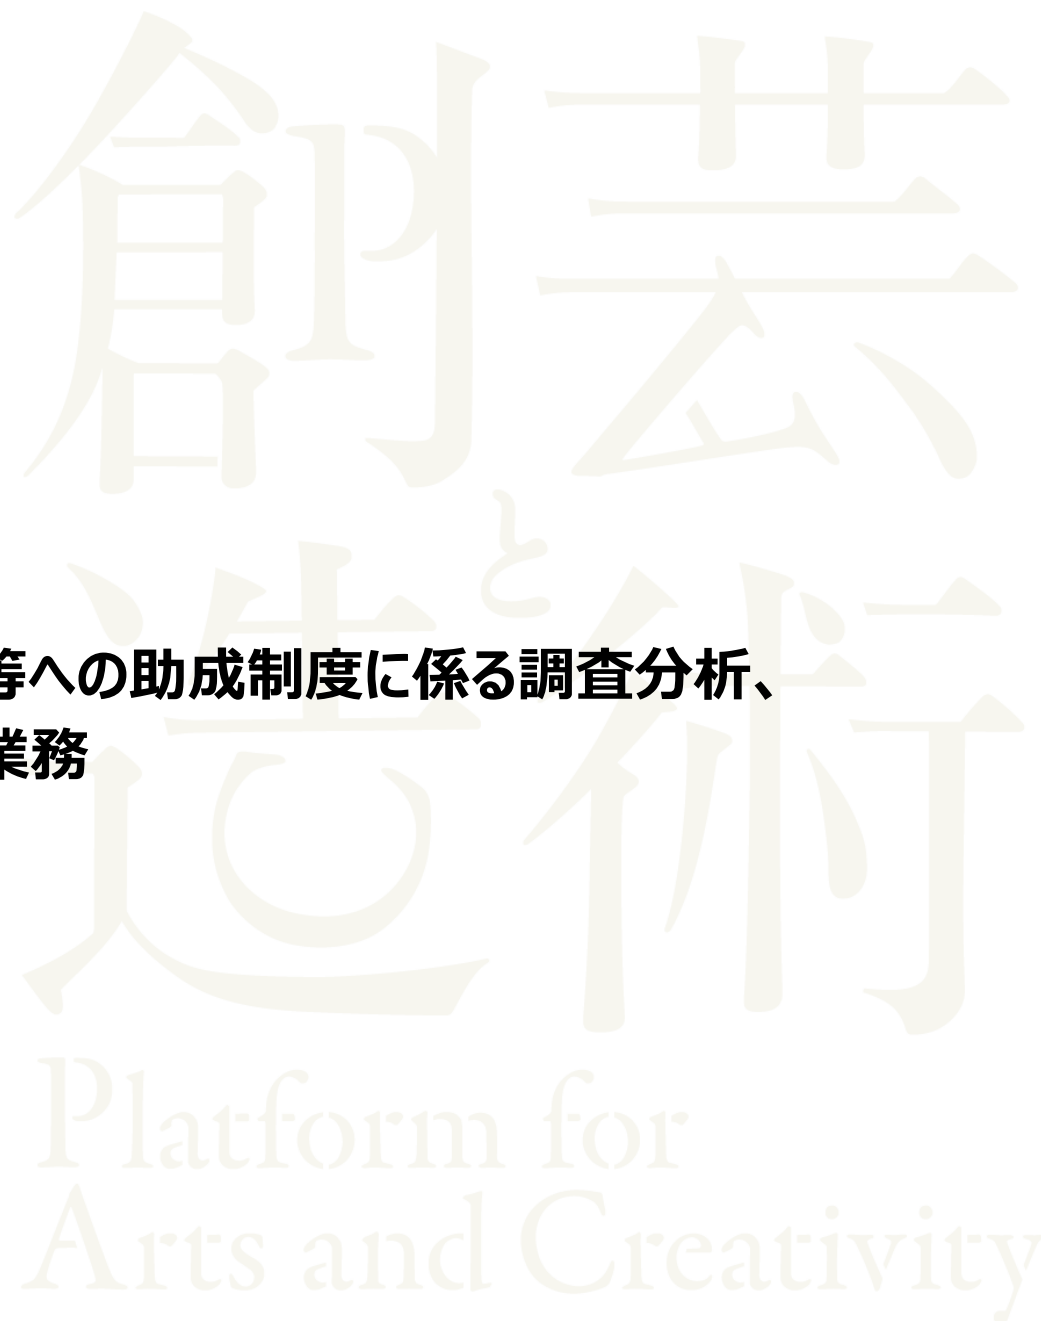 芸術
と
創造
等への助成制度に係る調査分析、
業務
Platform for
Arts and Creativity